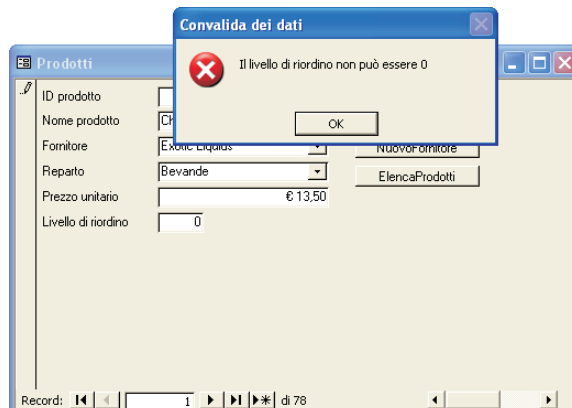 Convalida dei dati
Il livello di riordino non può essere 0
OK
Prodotti
ID prodotto
Nome prodotto
Fornitore Exotic Liquids
NuovoFornitore
Reparto Bevande
ElencaProdotti
Prezzo unitario € 13,50
Livello di riordino 0
Record: 1 di 78